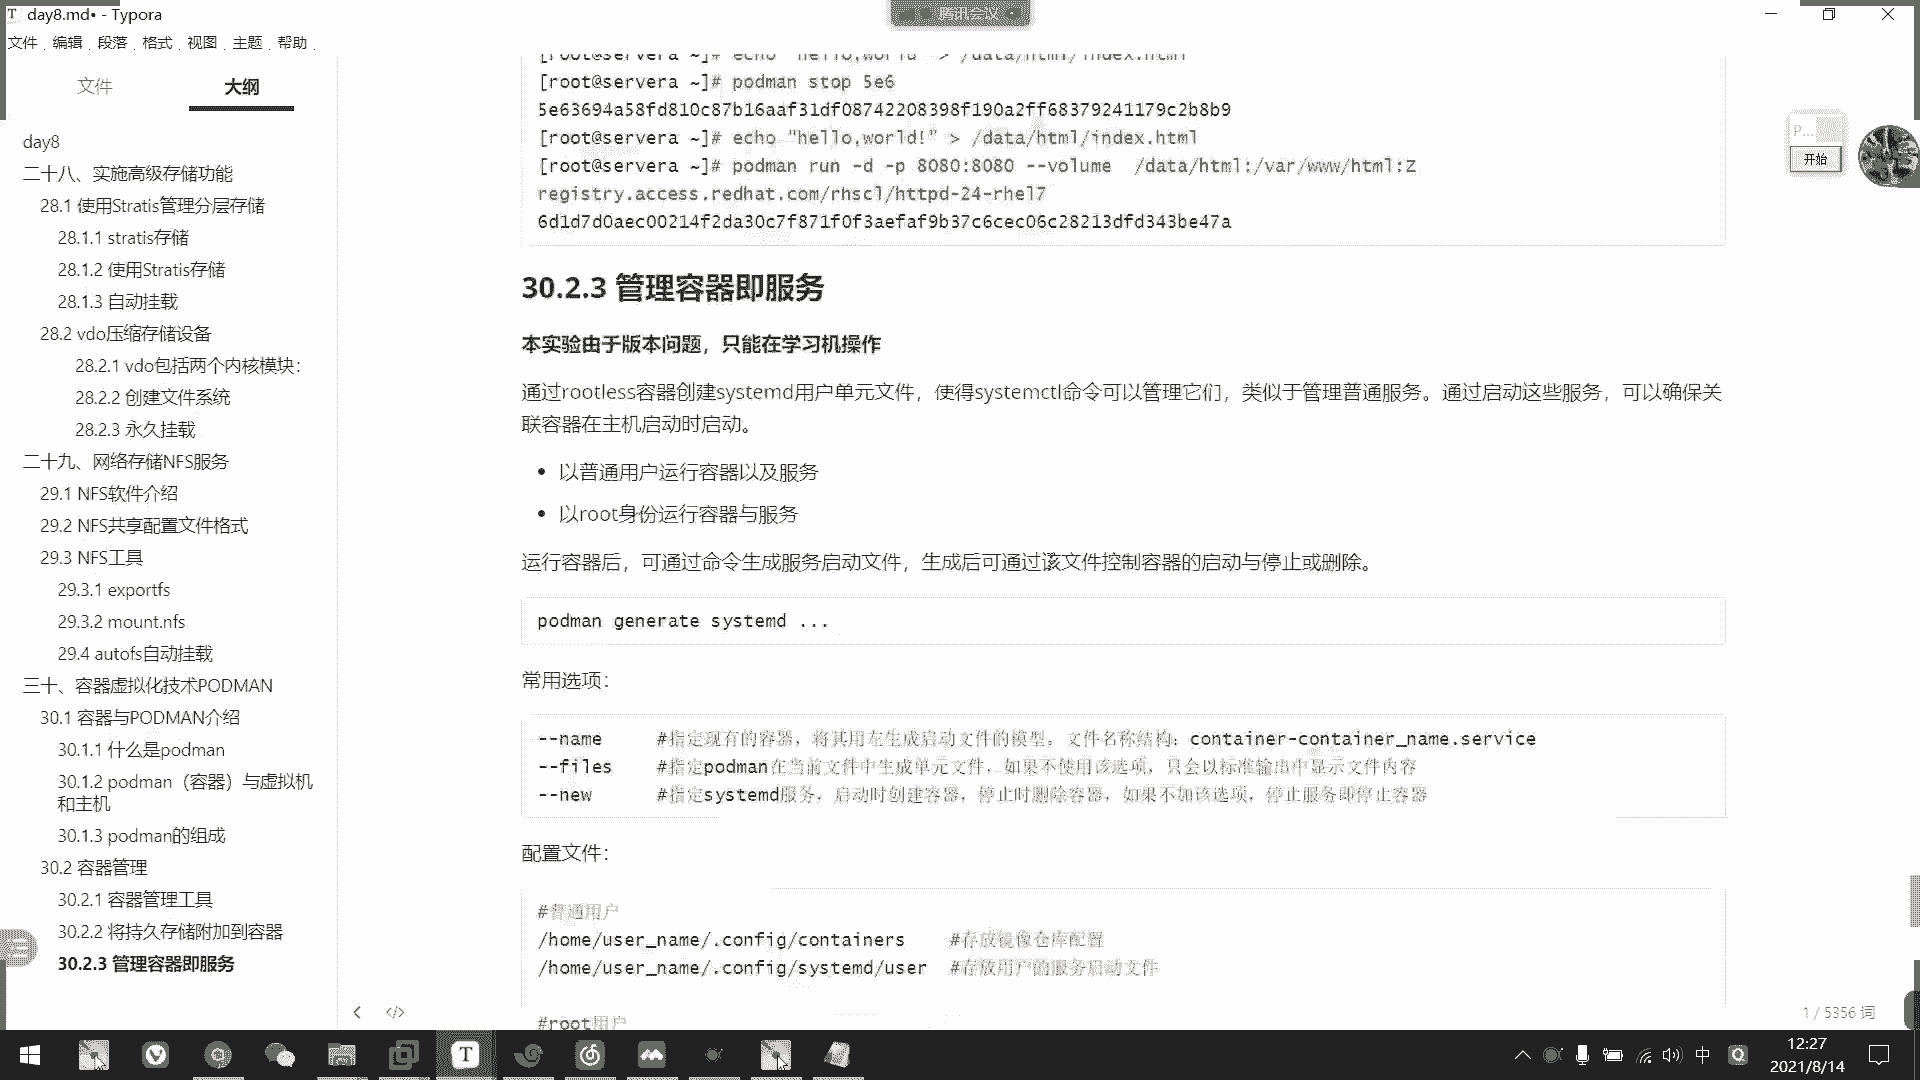 day8.md• - Typora
腾讯会议
文件 编辑 段落 格式 视图 主题 帮助
文件
大纲
day8
二十八、实施高级存储功能
28.1 使用Stratis管理分层存储
28.1.1 stratis存储
28.1.2 使用Stratis存储
28.1.3 自动挂载
28.2 vdo压缩存储设备
28.2.1 vdo包括两个内核模块：
28.2.2 创建文件系统
28.2.3 永久挂载
二十九、网络存储NFS服务
29.1 NFS软件介绍
29.2 NFS共享配置文件格式
29.3 NFS工具
29.3.1 exportfs
29.3.2 mount.nfs
29.4 autofs自动挂载
三十、容器虚拟化技术PODMAN
30.1 容器与PODMAN介绍
30.1.1 什么是podman
30.1.2 podman（容器）与虚拟机
和主机
30.1.3 podman的组成
30.2 容器管理
30.2.1 容器管理工具
30.2.2 将持久存储附加到容器
30.2.3 管理容器即服务
[root@servera ~]# echo "hello,world" > /data/html/index.html
[root@servera ~]# podman stop 5e6
5e63694a58fd810c87b16aaf31df08742208398f190a2ff68379241179c2b8b9
[root@servera ~]# echo "hello,world!" > /data/html/index.html
[root@servera ~]# podman run -d -p 8080:8080 --volume  /data/html:/var/www/html:Z
registry.access.redhat.com/rhscl/httpd-24-rhel7
6d1d7d0aec00214f2da30c7f871f0f3aefaf9b37c6cec06c28213dfd343be47a
30.2.3 管理容器即服务
本实验由于版本问题，只能在学习机操作
通过rootless容器创建systemd用户单元文件，使得systemctl命令可以管理它们，类似于管理普通服务。通过启动这些服务，可以确保关
联容器在主机启动时启动。
• 以普通用户运行容器以及服务
• 以root身份运行容器与服务
运行容器后，可通过命令生成服务启动文件，生成后可通过该文件控制容器的启动与停止或删除。
podman generate systemd ...
常用选项：
--name #指定现有的容器，将其用在生成启动文件的模型。文件名称结构：container-container_name.service
--files #指定podman在当前文件中生成单元文件，如果不使用该选项，只会以标准输出中显示文件内容
--new #指定systemd服务，启动时创建容器，停止时删除容器，如果不加该选项，停止服务即停止容器
配置文件：
#普通用户
/home/user_name/.config/containers #存放镜像仓库配置
/home/user_name/.config/systemd/user #存放用户的服务启动文件
#root用户
P...
开始
1 / 5356 词
中
12:27
2021/8/14